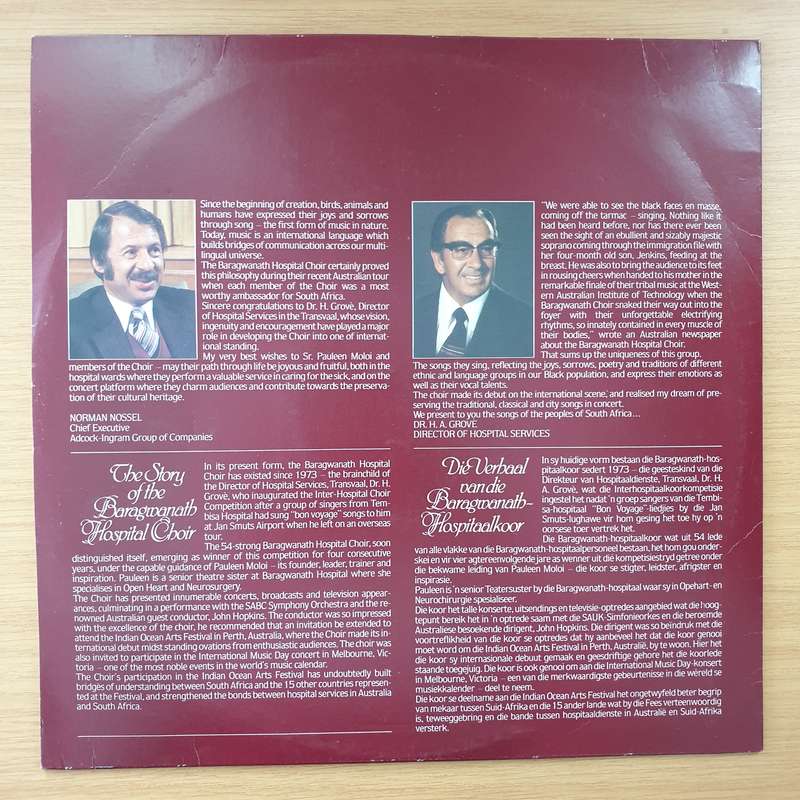 Since the beginning of creation, birds, animals and
humans have expressed their joys and sorrows
through song – the first form of music in nature.
Today, music is an international language which
builds bridges of communication across our multi-
lingual universe.
The Baragwanath Hospital Choir certainly proved
this philosophy during their recent Australian tour
when each member of the Choir was a most
worthy ambassador for South Africa.
Sincere congratulations to Dr. H. Grovè, Director
of Hospital Services in the Transvaal, whose vision,
ingenuity and encouragement have played a major
role in developing the Choir into one of internat-
ional standing.
My very best wishes to Sr. Pauleen Moloi and
members of the Choir – may their path through life be joyous and fruitful, both in the
hospital wards where they perform a valuable service in caring for the sick, and on the
concert platform where they charm audiences and contribute towards the preserva-
tion of their cultural heritage.
NORMAN NOSSEL
Chief Executive
Adcock-Ingram Group of Companies
"We were able to see the black faces en masse,
coming off the tarmac – singing. Nothing like it
had been heard before, nor has there ever been
seen the sight of an ebullient and sizably majestic
soprano coming through the immigration file with
her four-month old son, Jenkins, feeding at the
breast. He was also to bring the audience to its feet
in rousing cheers when handed to his mother in the
remarkable finale of their tribal music at the West-
ern Australian Institute of Technology when the
Baragwanath Choir snaked their way out into the
foyer with their unforgettable electrifying
rhythms, so innately contained in every muscle of
their bodies," wrote an Australian newspaper
about the Baragwanath Hospital Choir.
That sums up the uniqueness of this group.
The songs they sing, reflecting the joys, sorrows, poetry and traditions of different
ethnic and language groups in our Black population, and express their emotions as
well as their vocal talents.
The choir made its debut on the international scene, and realised my dream of pre-
serving the traditional, classical and city songs in concert.
We present to you the songs of the peoples of South Africa ...
DR. H. A. GROVÈ
DIRECTOR OF HOSPITAL SERVICES
The Story
of the
Baragwanath
Hospital Choir
In its present form, the Baragwanath Hospital
Choir has existed since 1973 – the brainchild of
the Director of Hospital Services, Transvaal, Dr. H.
Grovè, who inaugurated the Inter-Hospital Choir
Competition after a group of singers from Tem-
bisa Hospital had sung "bon voyage" songs to him
at Jan Smuts Airport when he left on an overseas
tour.
The 54-strong Baragwanath Hospital Choir, soon
distinguished itself, emerging as winner of this competition for four consecutive
years, under the capable guidance of Pauleen Moloi – its founder, leader, trainer and
inspiration. Pauleen is a senior theatre sister at Baragwanath Hospital where she
specialises in Open Heart and Neurosurgery.
The Choir has presented innumerable concerts, broadcasts and television appear-
ances, culminating in a performance with the SABC Symphony Orchestra and the re-
nowned Australian guest conductor, John Hopkins. The conductor was so impressed
with the excellence of the choir, he recommended that an invitation be extended to
attend the Indian Ocean Arts Festival in Perth, Australia, where the Choir made its in-
ternational debut midst standing ovations from enthusiastic audiences. The choir was
also invited to participate in the International Music Day concert in Melbourne, Vic-
toria – one of the most noble events in the world's music calendar.
The Choir's participation in the Indian Ocean Arts Festival has undoubtedly built
bridges of understanding between South Africa and the 15 other countries represen-
ted at the Festival, and strengthened the bonds between hospital services in Australia
and South Africa.
Die Verhaal
van die
Baragwanath-
Hospitaalkoor
In sy huidige vorm bestaan die Baragwanath-hos-
pitaalkoor sedert 1973 – die geesteskind van die
Direkteur van Hospitaaldienste, Transvaal, Dr. H.
A. Grovè, wat die Interhospitaalkoorkompetisie
ingestel het nadat 'n groep sangers van die Tembi-
sa-hospitaal "Bon Voyage"-liedjies by die Jan
Smuts-lughawe vir hom gesing het toe hy op 'n
oorsese toer vertrek het.
Die Baragwanath-hospitaalkoor wat uit 54 lede
van alle vlakke van die Baragwanath-hospitaalpersoneel bestaan, het hom gou onder-
skei en vir vier agtereenvolgende jare as wenner uit die kompetisiestryd getree onder
die bekwame leiding van Pauleen Moloi – die koor se stigter, leidster, afrigster en
inspirasie.
Pauleen is 'n senior Teatersuster by die Baragwanath-hospitaal waar sy in Opehart- en
Neurochirurgie spesialiseer.
Die koor het talle konserte, uitsendings en televisie-optredes aangebied wat die hoog-
tepunt bereik het in 'n optrede saam met die SAUK-Simfonieorkes en die beroemde
Australiese besoekende dirigent, John Hopkins. Die dirigent was so beindruk met die
voortreflikheid van die koor se optredes dat hy aanbeveel het dat die koor genooi
moet word om die Indian Ocean Arts Festival in Perth, Australië, by te woon. Hier het
die koor sy internasionale debuut gemaak en geesdriftige gehore het die koorlede
staande toegejuig. Die koor is ook genooi om aan die International Music Day-konsert
in Melbourne, Victoria – een van die merkwaardigste gebeurtenisse in die wêreld se
musiekkalender – deel te neem.
Die koor se deelname aan die Indian Ocean Arts Festival het ongetwyfeld beter begrip
van mekaar tussen Suid-Afrika en die 15 ander lande wat by die Fees verteenwoordig
is, teweeggebring en die bande tussen hospitaaldienste in Australië en Suid-Afrika
versterk.